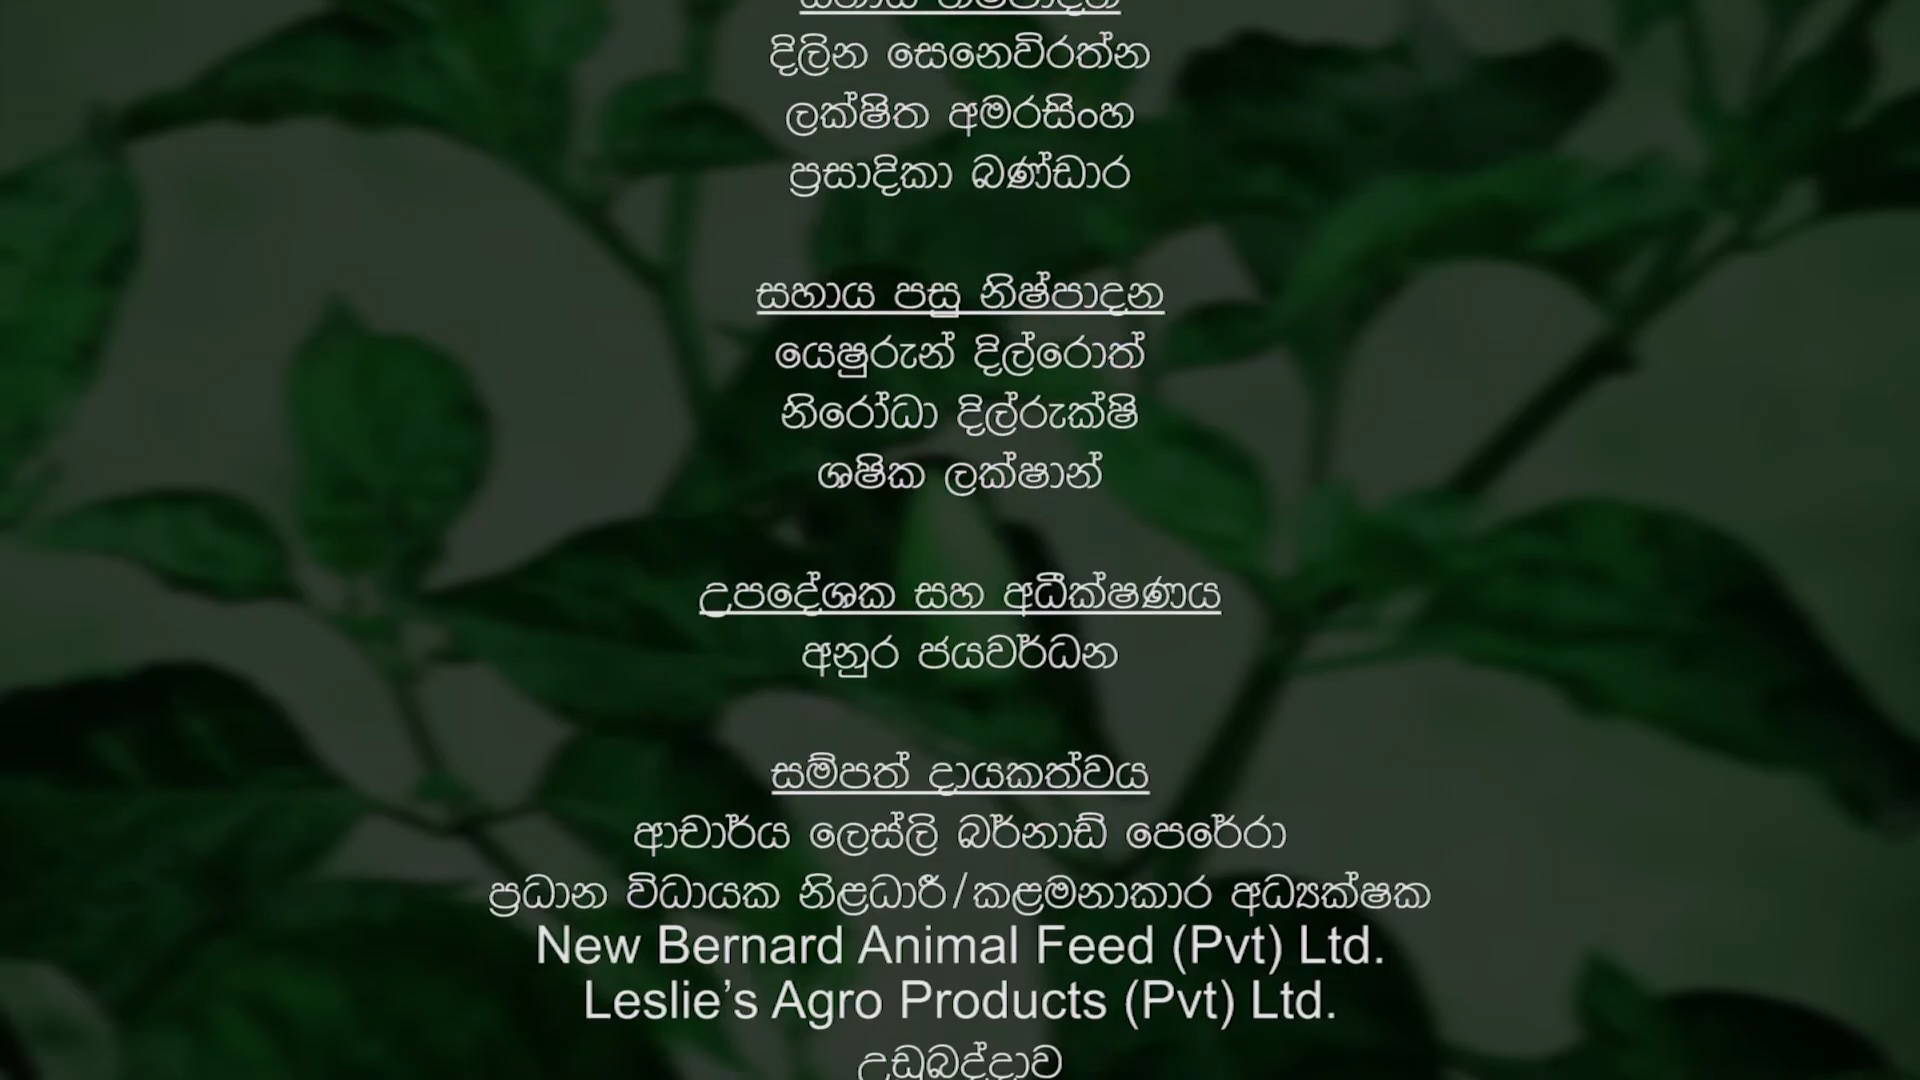 සහාය නිෂ්පාදන
දිලින සෙනෙවිරත්න
ලක්ෂිත අමරසිංහ
ප්‍රසාදිකා බණ්ඩාර
සහාය පසු නිෂ්පාදන
යෙෂුරුන් දිල්රොත්
නිරෝධා දිල්රුක්ෂි
ශෂික ලක්ෂාන්
උපදේශක සහ අධීක්ෂණය
අනුර ජයවර්ධන
සම්පත් දායකත්වය
ආචාර්ය ලෙස්ලි බර්නාඩ් පෙරේරා
ප්‍රධාන විධායක නිළධාරී/කළමනාකාර අධ්‍යක්ෂක
New Bernard Animal Feed (Pvt) Ltd.
Leslie’s Agro Products (Pvt) Ltd.
උඩුබද්දාව